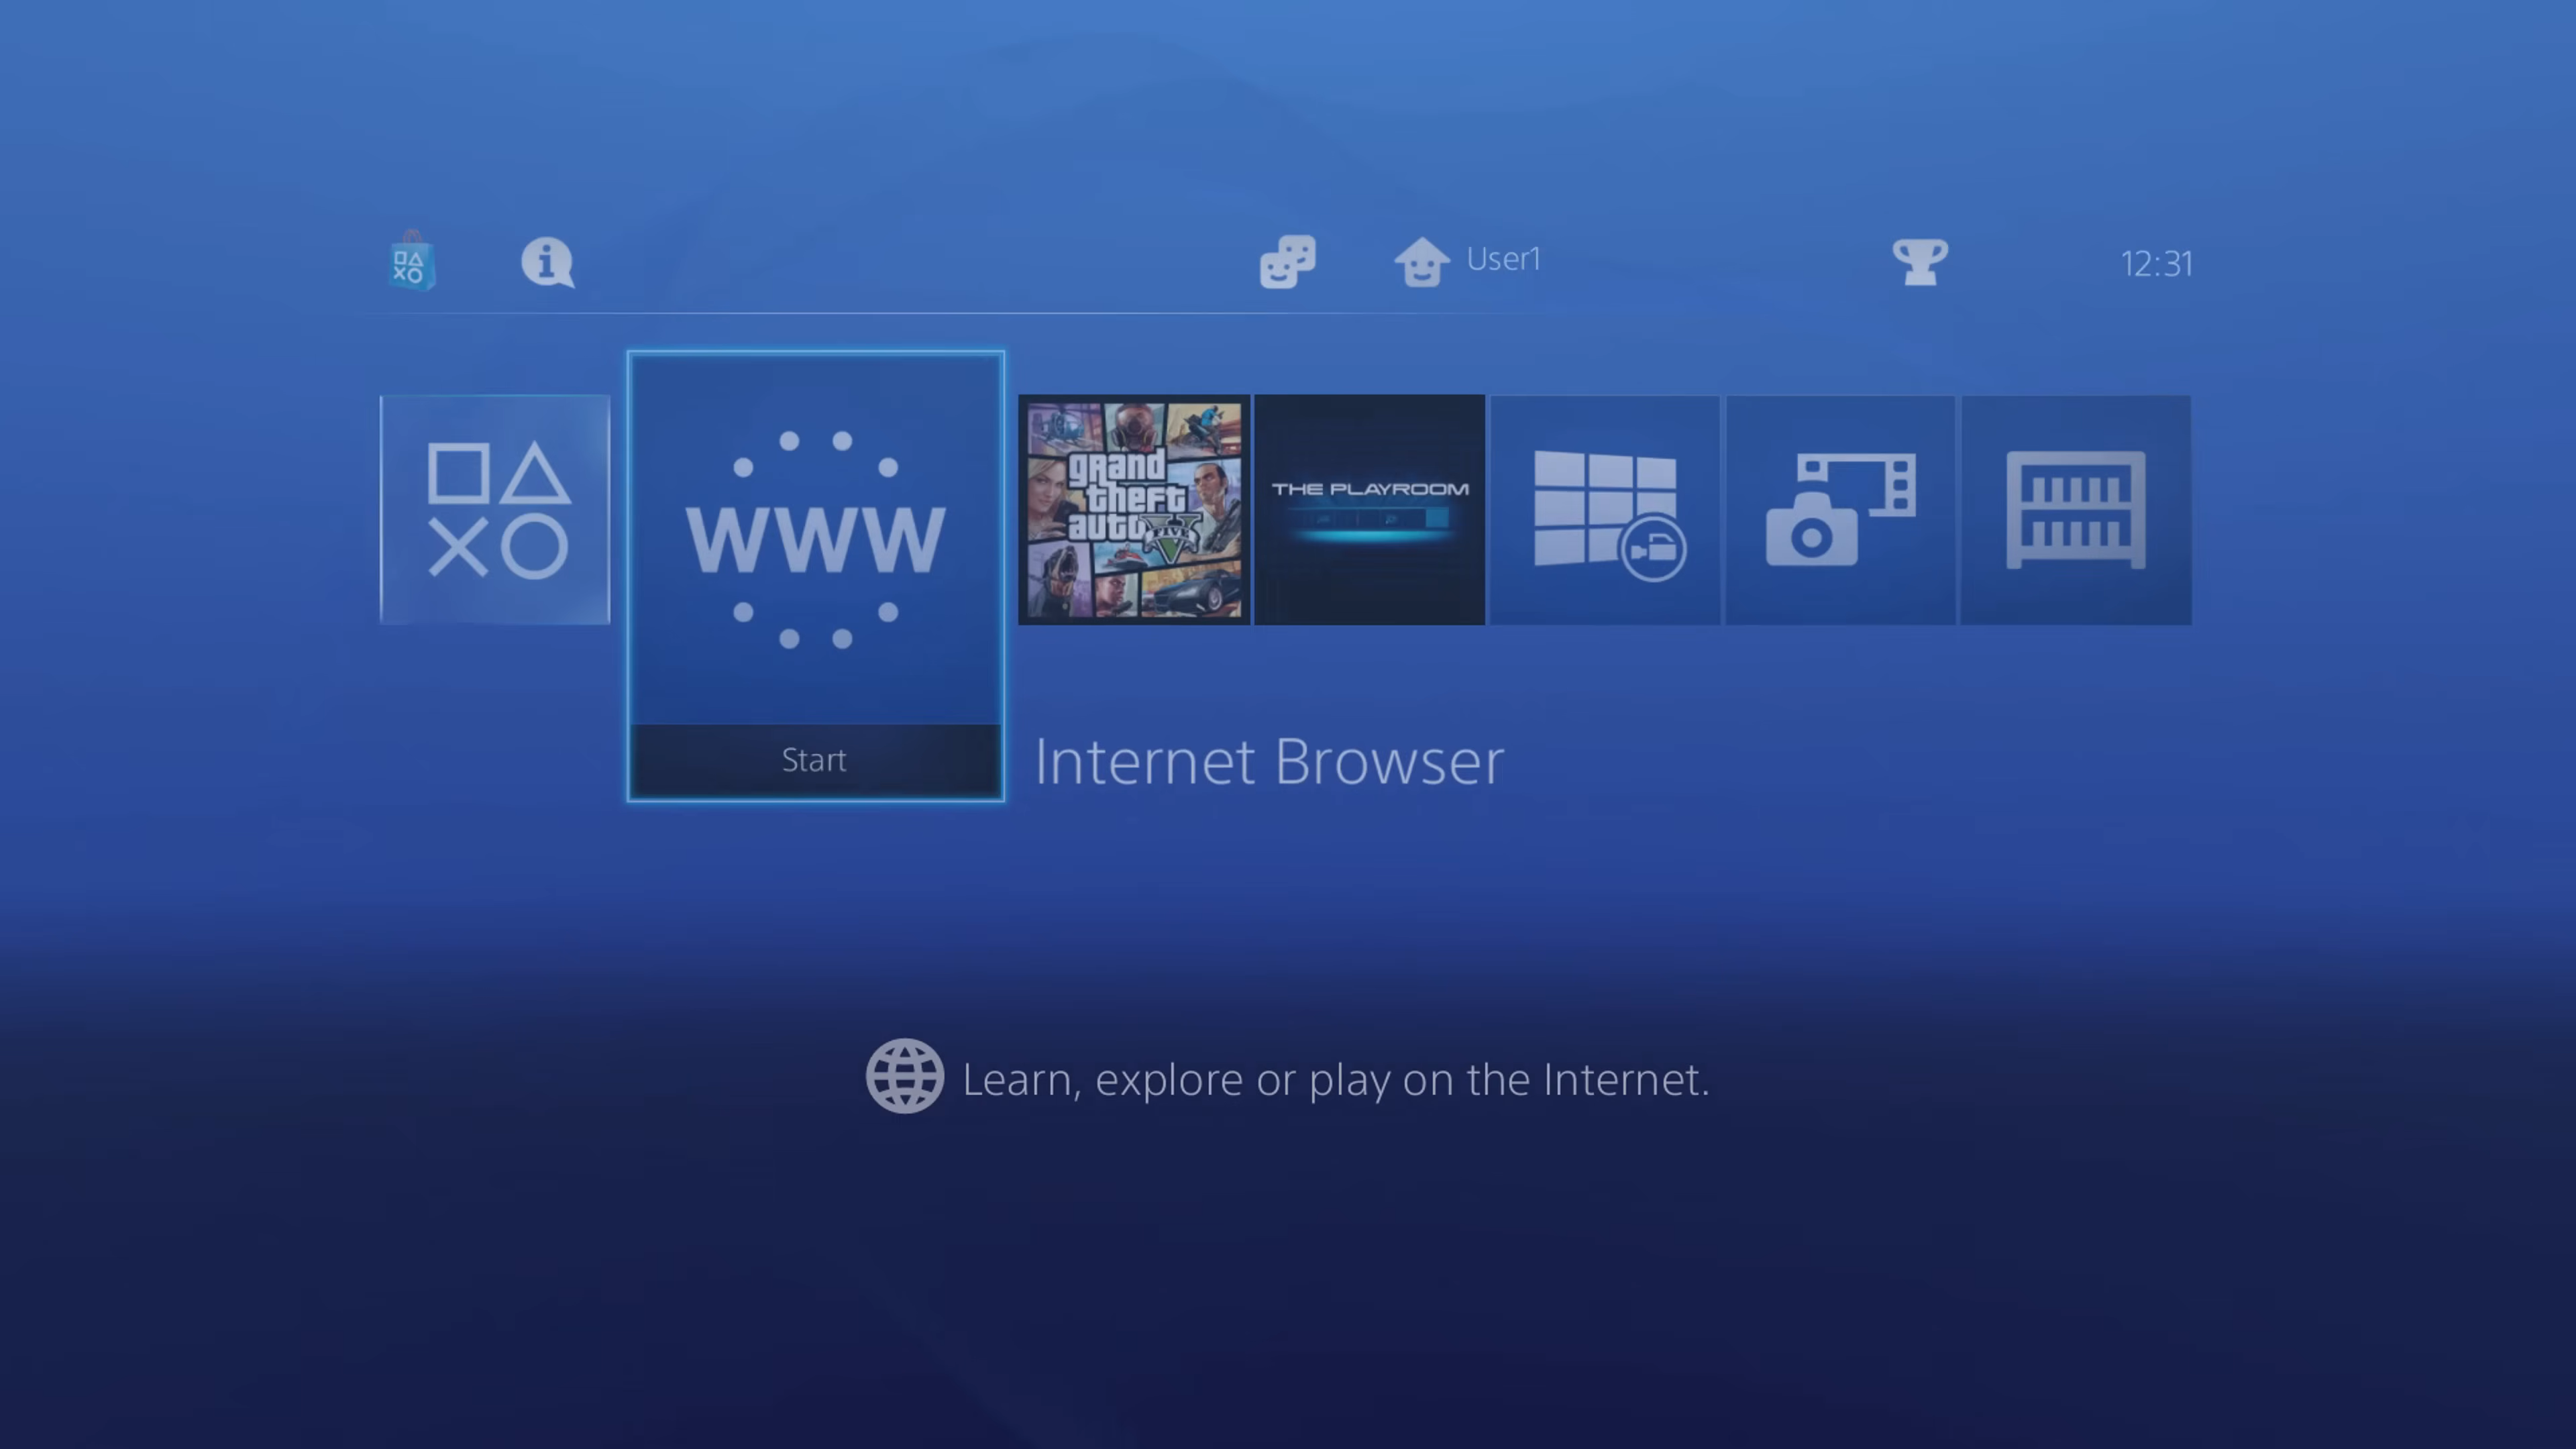 User1
12:31
WWW
grand
theft
auto
FIVE
THE PLAYROOM
Start
Internet Browser
Learn, explore or play on the Internet.